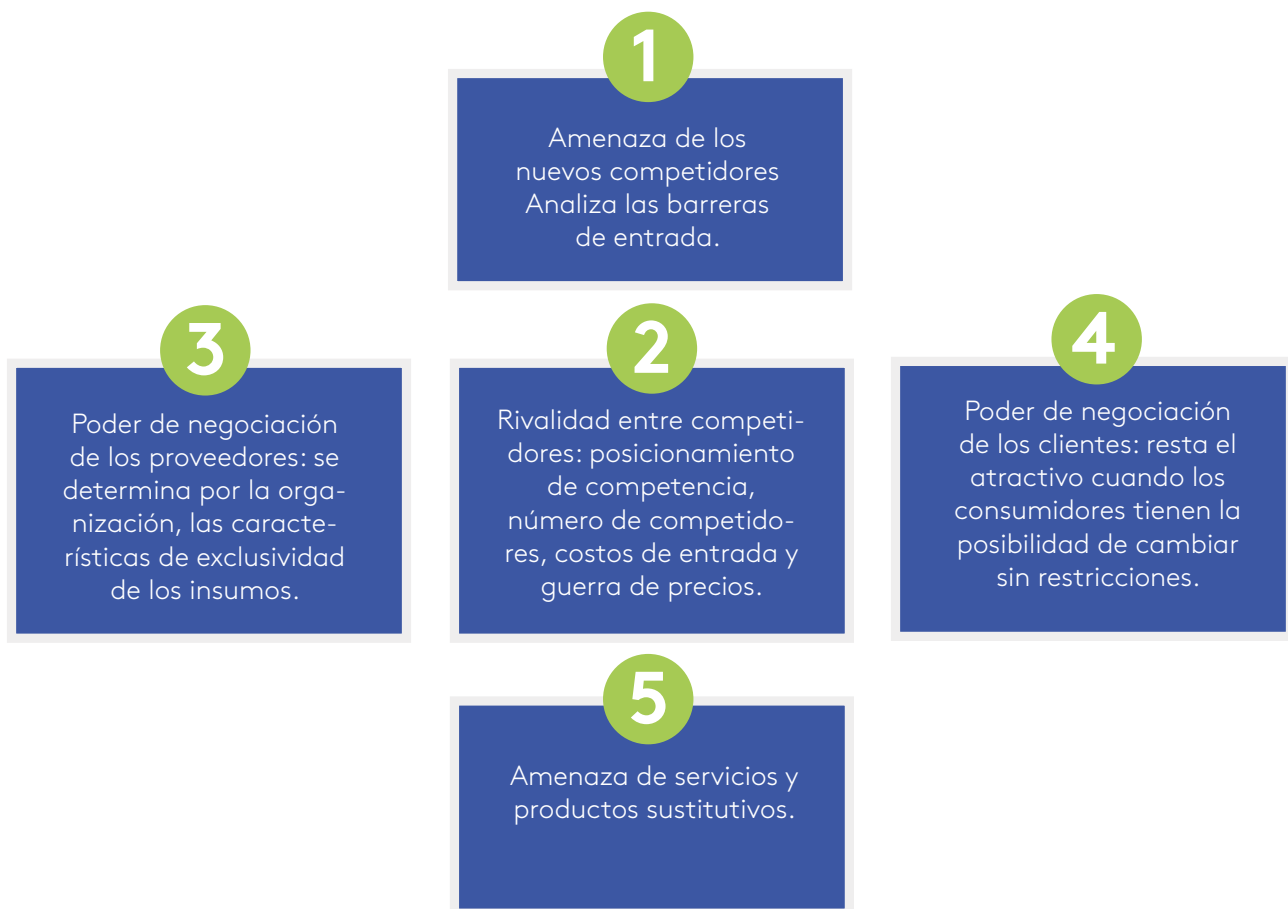 1
Amenaza de los
nuevos competidores
Analiza las barreras
de entrada.
3
Poder de negociación
de los proveedores: se
determina por la orga-
nización, las caracte-
rísticas de exclusividad
de los insumos.
2
Rivalidad entre competi-
dores: posicionamiento
de competencia,
número de competido-
res, costos de entrada y
guerra de precios.
4
Poder de negociación
de los clientes: resta el
atractivo cuando los
consumidores tienen la
posibilidad de cambiar
sin restricciones.
5
Amenaza de servicios y
productos sustitutivos.